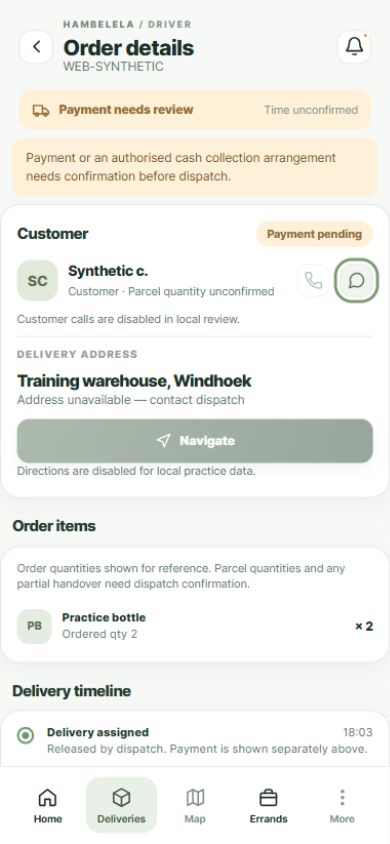 HAMBELELA / DRIVER
Order details
WEB-SYNTHETIC
Payment needs review
Time unconfirmed
Payment or an authorised cash collection arrangement
needs confirmation before dispatch.
Customer
Payment pending
SC
Synthetic c.
Customer · Parcel quantity unconfirmed
Customer calls are disabled in local review.
DELIVERY ADDRESS
Training warehouse, Windhoek
Address unavailable — contact dispatch
Navigate
Directions are disabled for local practice data.
Order items
Order quantities shown for reference. Parcel quantities and any
partial handover need dispatch confirmation.
PB
Practice bottle
Ordered qty 2
× 2
Delivery timeline
Delivery assigned
18:03
Released by dispatch. Payment is shown separately above.
Home
Deliveries
Map
Errands
More